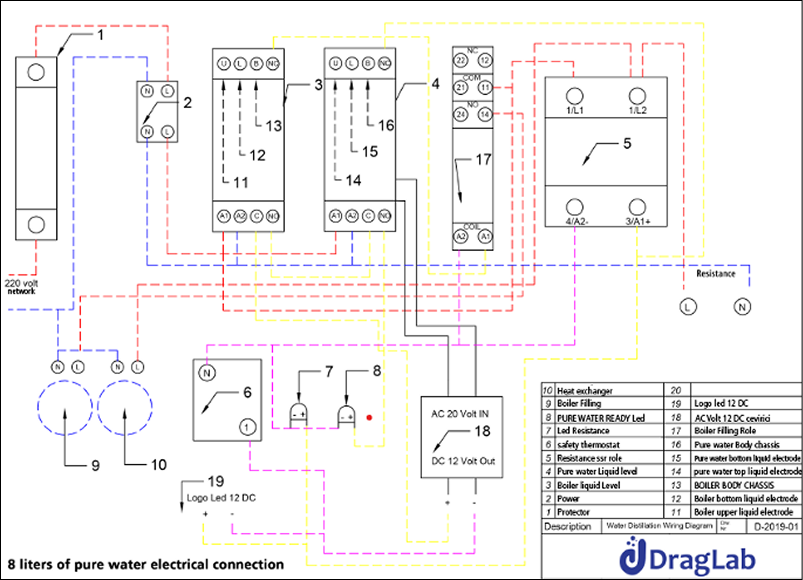 1
2
3
4
5
6
7
8
9
10
11
12
13
14
15
16
17
18
19
N L
N L
U L B NC
A1 A2 C NO
U L B NC
A1 A2 C NO
NC
22 12
COM
21 11
NO
24 14
COIL
A2 A1
1/L1 1/L2
4/A2- 3/A1+
220 volt
network
Resistance
L N
N L N L
N
1
- +
- +
AC 20 Volt IN
DC 12 Volt Out
+ -
Logo Led 12 DC
+ -
10 Heat exchanger 20
9 Boiler Filling 19 Logo led 12 DC
8 PURE WATER READY Led 18 AC Volt 12 DC cevirici
7 Led Resistance 17 Boiler Filling Role
6 safety thermostat 16 Pure water Body chassis
5 Resistance ssr role 15 Pure water bottom liquid electrode
4 Pure water Liquid level 14 pure water top liquid electrode
3 Boiler liquid Level 13 BOILER BODY CHASSIS
2 Power 12 Boiler bottom liquid electrode
1 Protector 11 Boiler upper liquid electrode
Description Water Distillation Wiring Diagram D-2019-01
DragLab
8 liters of pure water electrical connection